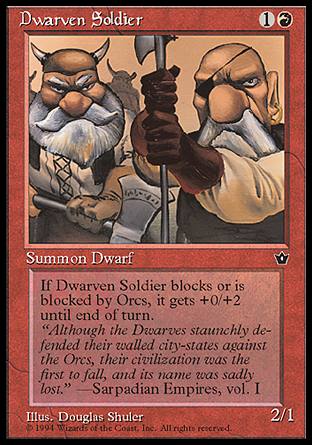 Dwarven Soldier 1
Summon Dwarf
If Dwarven Soldier blocks or is
blocked by Orcs, it gets +0/+2
until end of turn.
"Although the Dwarves staunchly de-
fended their walled city-states against
the Orcs, their civilization was the
first to fall, and its name was sadly
lost." —Sarpadian Empires, vol. I
2/1
Illus. Douglas Shuler
© 1994 Wizards of the Coast, Inc. All rights reserved.